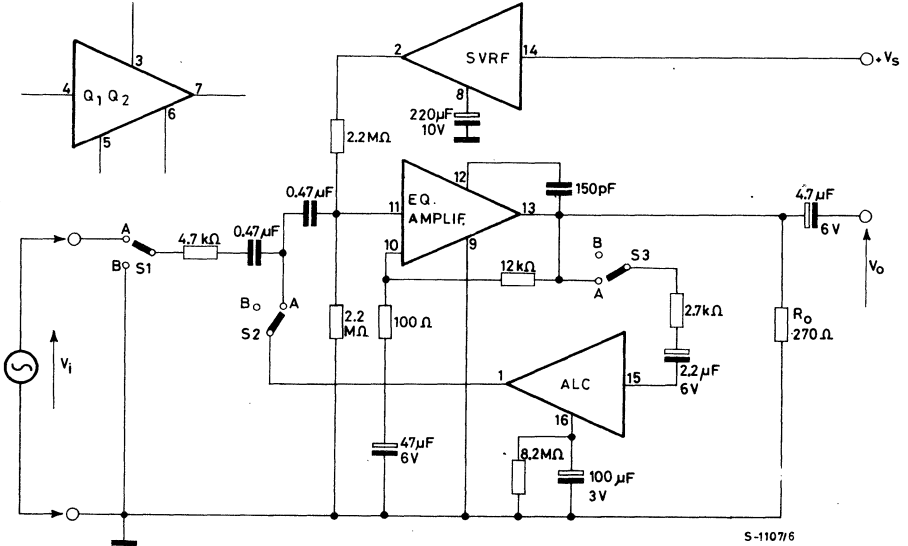 3
4
Q1 Q2
7
6
5
2
SVRF
14
+Vs
8
220µF
10V
2.2MΩ
12
150pF
0.47µF
11
EQ.
AMPLIF.
13
4.7µF
6V
10
9
A
4.7kΩ
0.47µF
B
S1
B
S3
A
12kΩ
Vo
B
A
S2
2.2
MΩ
100Ω
2.7kΩ
Ro
270Ω
Vi
1
ALC
15
2.2µF
6V
16
47µF
6V
8.2MΩ
100µF
3V
S-1107/6